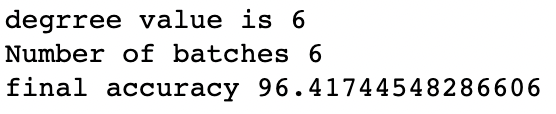 degrree value is 6
Number of batches 6
final accuracy 96.41744548286606